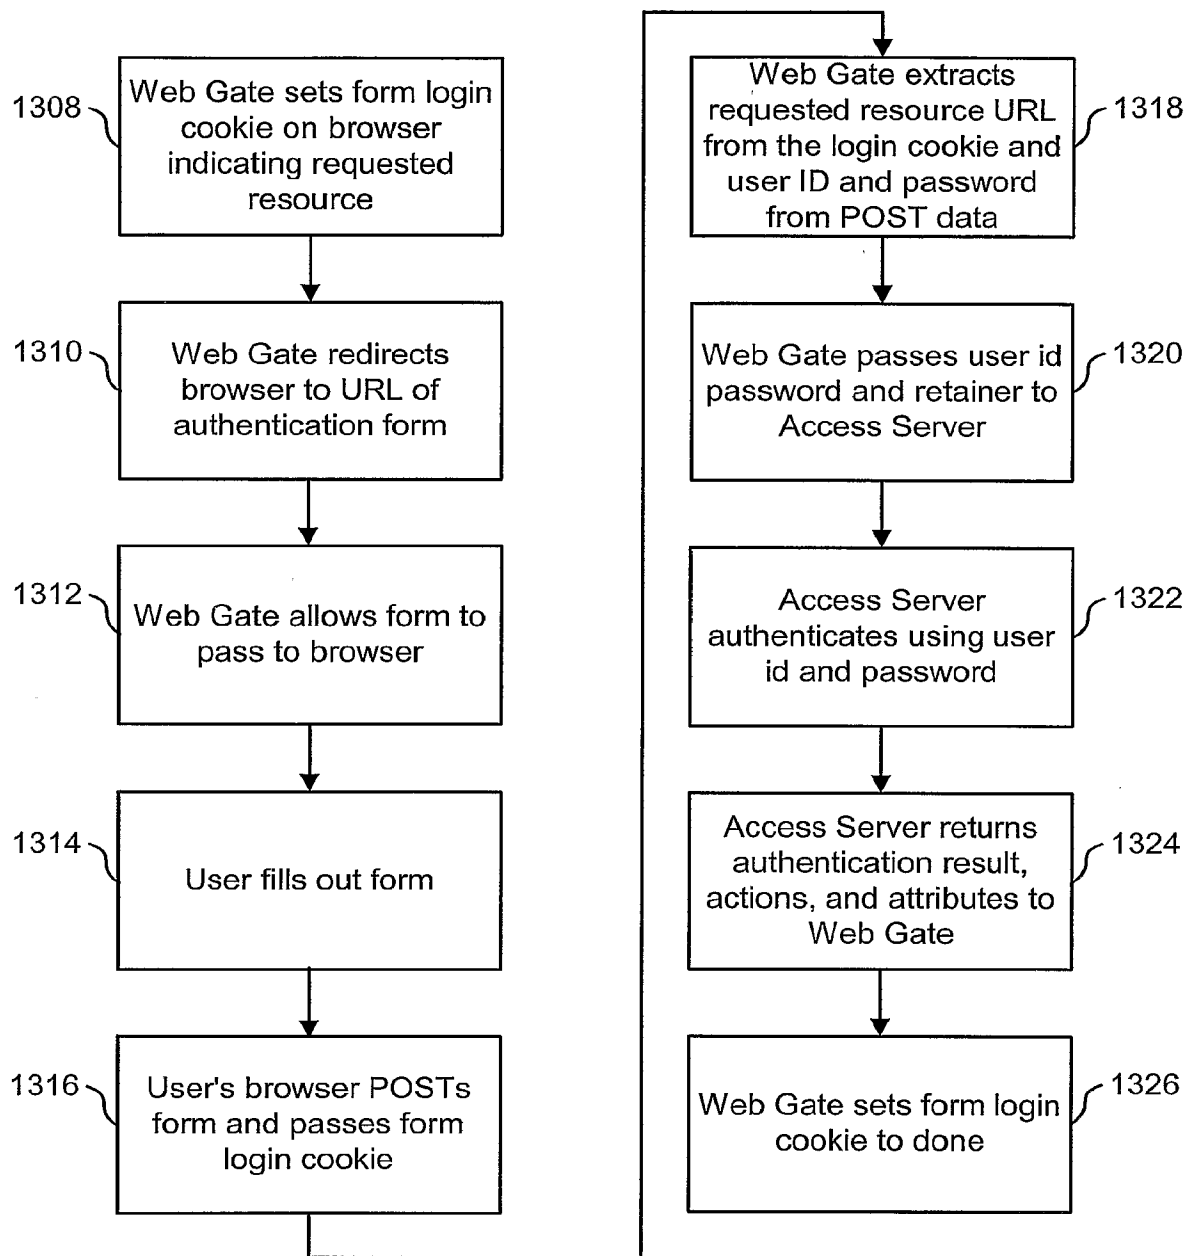 1308
Web Gate sets form login
cookie on browser
indicating requested
resource
1310
Web Gate redirects
browser to URL of
authentication form
1312
Web Gate allows form to
pass to browser
1314
User fills out form
1316
User's browser POSTs
form and passes form
login cookie
Web Gate extracts
requested resource URL
from the login cookie and
user ID and password
from POST data
1318
Web Gate passes user id
password and retainer to
Access Server
1320
Access Server
authenticates using user
id and password
1322
Access Server returns
authentication result,
actions, and attributes to
Web Gate
1324
Web Gate sets form login
cookie to done
1326